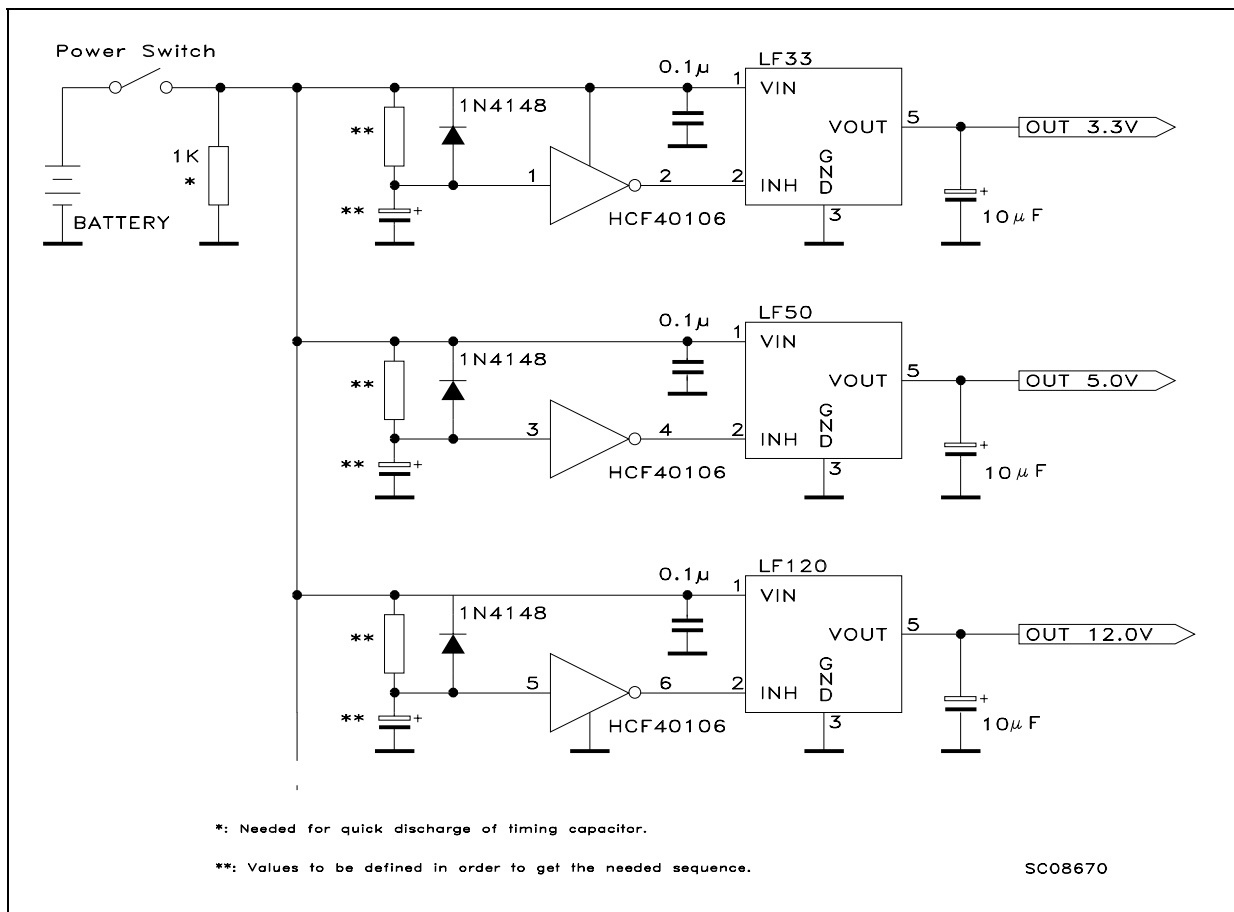 Power Switch
1K
*
BATTERY
**
**
1N4148
1
2
HCF40106
0.1µ
LF33
1
VIN
2
INH
VOUT
GND
3
5
10µF
+
+
OUT 3.3V
**
**
+
1N4148
3
4
HCF40106
0.1µ
LF50
1
VIN
2
INH
VOUT
GND
3
5
10µF
+
OUT 5.0V
**
**
+
1N4148
5
6
HCF40106
0.1µ
LF120
1
VIN
2
INH
VOUT
GND
3
5
10µF
+
OUT 12.0V
*: Needed for quick discharge of timing capacitor.
**: Values to be defined in order to get the needed sequence.
SC08670